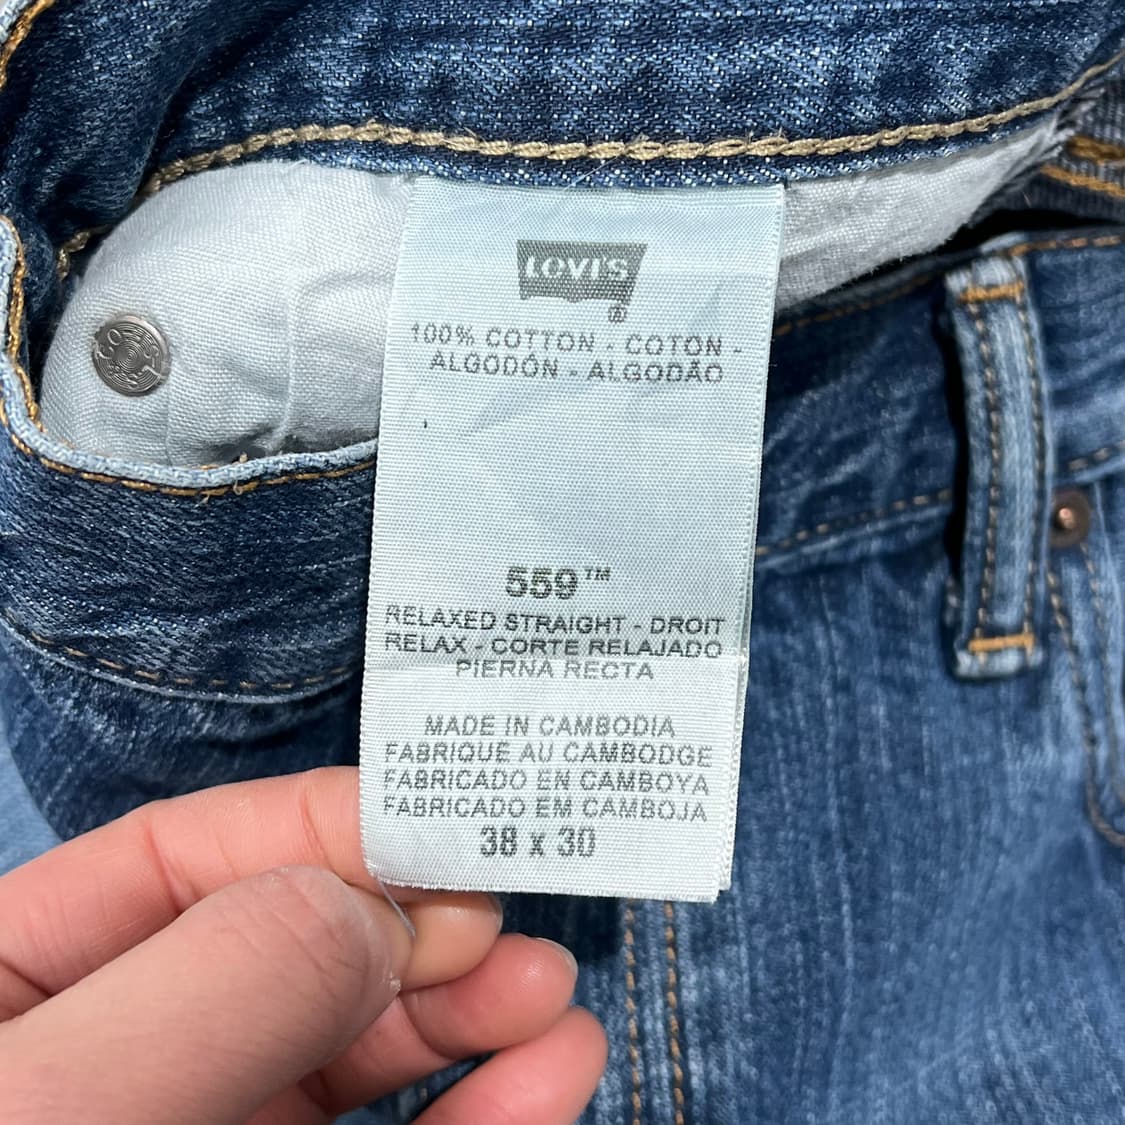 LOVI'S
®
100% COTTON - COTON -
ALGODÓN - ALGODÃO
559™
RELAXED STRAIGHT - DROIT
RELAX - CORTE RELAJADO
PIERNA RECTA
MADE IN CAMBODIA
FABRIQUE AU CAMBODGE
FABRICADO EN CAMBOYA
FABRICADO EM CAMBOJA
38 x 30